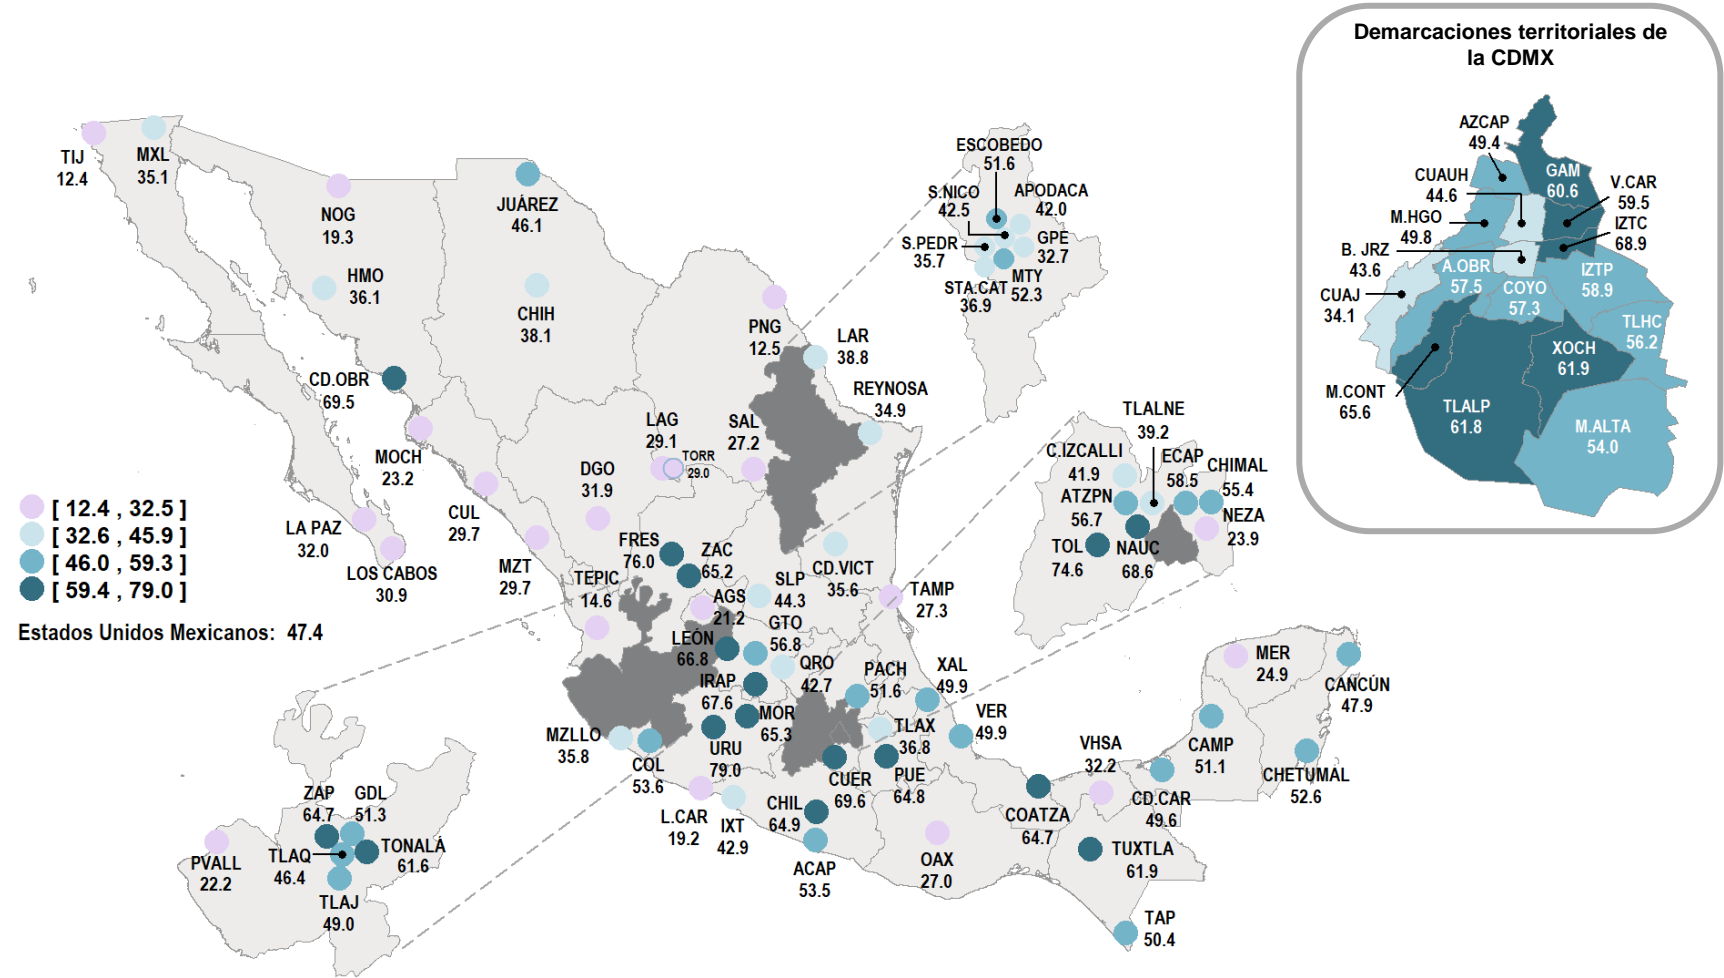 Demarcaciones territoriales de
la CDMX
AZCAP
49.4
CUAUH
44.6
GAM
60.6
V.CAR
59.5
M.HGO
49.8
IZTC
68.9
B. JRZ
43.6
A.OBR
57.5
COYO
57.3
IZTP
58.9
CUAJ
34.1
TLHC
56.2
XOCH
61.9
M.CONT
65.6
TLALP
61.8
M.ALTA
54.0
TIJ
12.4
MXL
35.1
NOG
19.3
JUÁREZ
46.1
HMO
36.1
CHIH
38.1
CD.OBR
69.5
MOCH
23.2
CUL
29.7
LA PAZ
32.0
LOS CABOS
30.9
MZT
29.7
DGO
31.9
LAG
29.1
TORR
29.0
SAL
27.2
PNG
12.5
LAR
38.8
REYNOSA
34.9
ESCOBEDO
51.6
S.NICO
42.5
APODACA
42.0
S.PEDR
35.7
GPE
32.7
STA.CAT
36.9
MTY
52.3
TLALNE
39.2
C.IZCALLI
41.9
ECAP
58.5
CHIMAL
55.4
ATZPN
56.7
NEZA
23.9
TOL
74.6
NAUC
68.6
[ 12.4 , 32.5 ]
[ 32.6 , 45.9 ]
[ 46.0 , 59.3 ]
[ 59.4 , 79.0 ]
Estados Unidos Mexicanos: 47.4
FRES
76.0
ZAC
65.2
TEPIC
14.6
AGS
21.2
SLP
44.3
CD.VICT
35.6
TAMP
27.3
LEÓN
66.8
GTO
56.8
QRO
42.7
IRAP
67.6
PACH
51.6
XAL
49.9
VER
49.9
MZLLO
35.8
COL
53.6
URU
79.0
MOR
65.3
TLAX
36.8
CUER
69.6
PUE
64.8
L.CAR
19.2
IXT
42.9
CHIL
64.9
ACAP
53.5
OAX
27.0
COATZA
64.7
VHSA
32.2
CD.CAR
49.6
TUXTLA
61.9
TAP
50.4
MER
24.9
CANCÚN
47.9
CAMP
51.1
CHETUMAL
52.6
ZAP
64.7
GDL
51.3
TLAQ
46.4
TONALÁ
61.6
PVALL
22.2
TLAJ
49.0